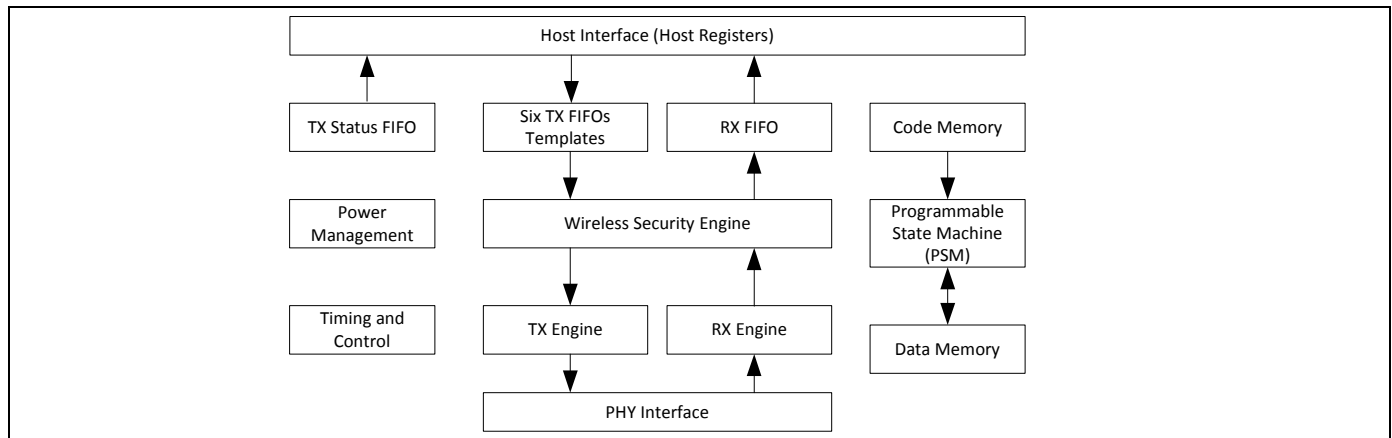 Host Interface (Host Registers)
TX Status FIFO
Six TX FIFOs
Templates
RX FIFO
Code Memory
Power
Management
Wireless Security Engine
Programmable
State Machine
(PSM)
Timing and
Control
TX Engine
RX Engine
Data Memory
PHY Interface